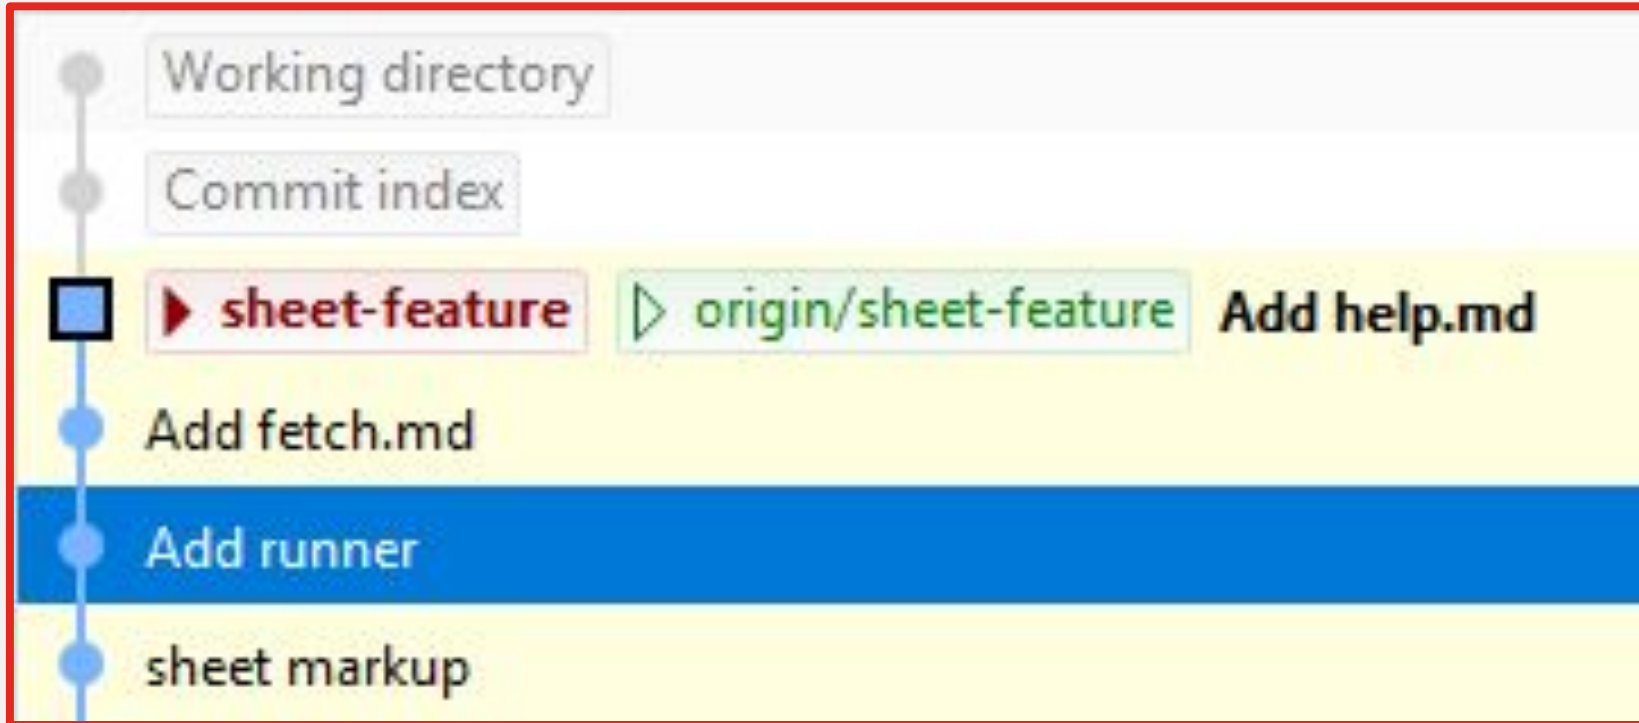 Working directory
Commit index
sheet-feature origin/sheet-feature Add help.md
Add fetch.md
Add runner
sheet markup